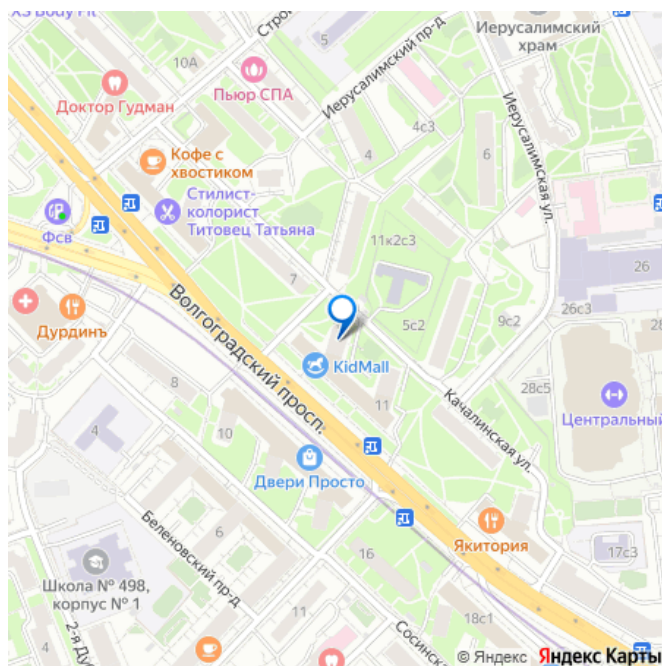 XS Body Fit
10А
5
Иерусалимский
храм
Доктор Гудман
Пьюр СПА
Иерусалимский пр-д
4с3
4
6
Иерусалимская ул.
Кофе с
хвостиком
Стилист-
колорист
Титовец Татьяна
Фсв
11к2с3
26
7
26с3
Дурдинъ
Волгоградский просп.
5с2
9с2
8
KidMall
28с5
11
Центральный
4
10
Качалинская ул.
Двери Просто
Беленовский пр-д
6
Якитория
16
17с3
Школа № 498,
корпус № 1
11
18с1
© Яндекс Яндекс Карты